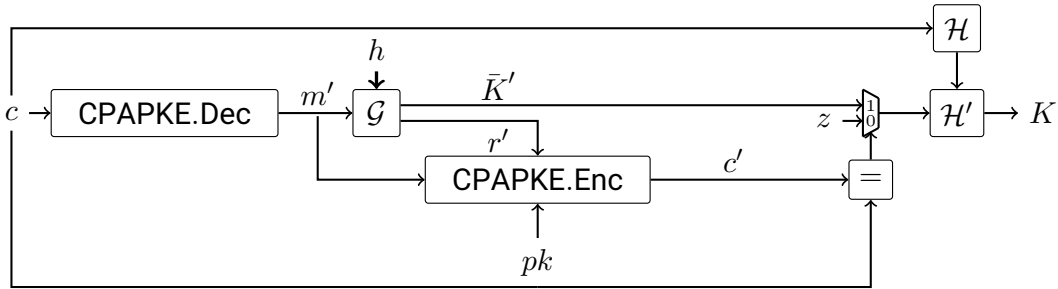 ℋ
h
c
CPAPKE.Dec
m′
𝒢
K̄′
1
0
z
ℋ′
K
r′
CPAPKE.Enc
c′
=
pk